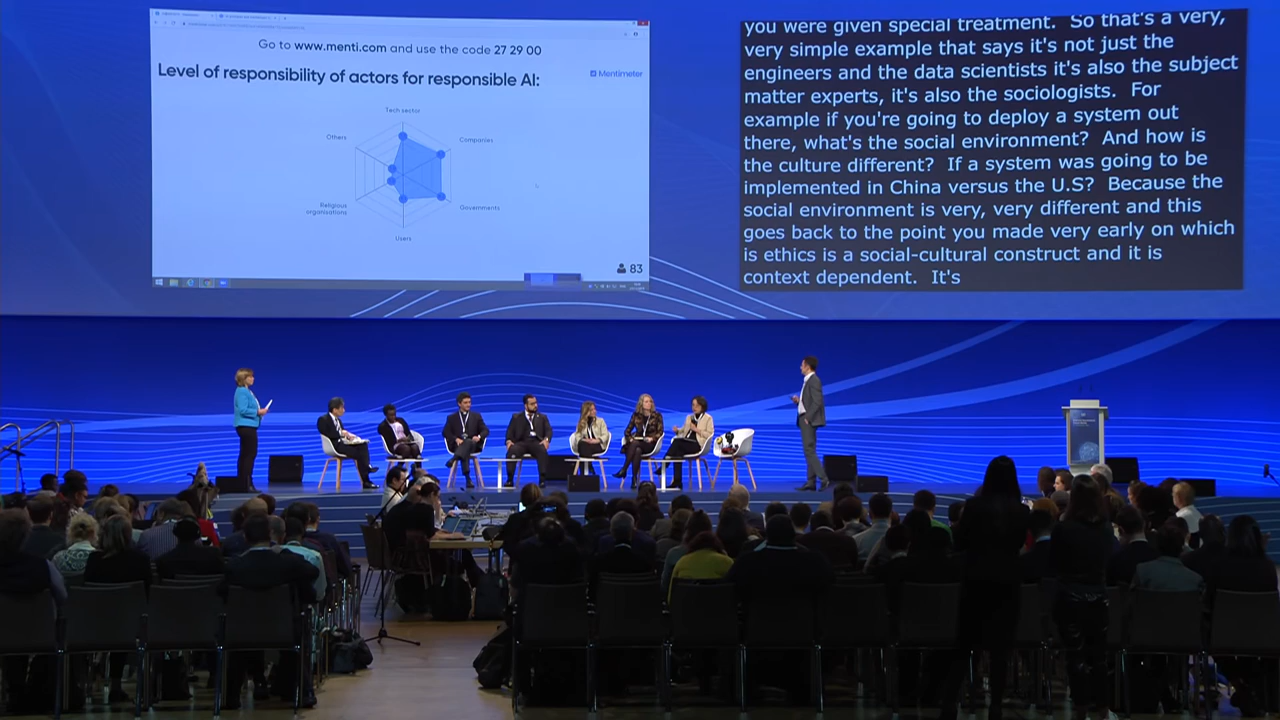 Go to www.menti.com and use the code 27 29 00
Level of responsibility of actors for responsible AI:
Mentimeter
Tech sector
Others
Companies
Religious
organisations
Governments
Users
83
you were given special treatment. So that's a very,
very simple example that says it's not just the
engineers and the data scientists it's also the subject
matter experts, it's also the sociologists. For
example if you're going to deploy a system out
there, what's the social environment? And how is
the culture different? If a system was going to be
implemented in China versus the U.S? Because the
social environment is very, very different and this
goes back to the point you made very early on which
is ethics is a social-cultural construct and it is
context dependent. It's